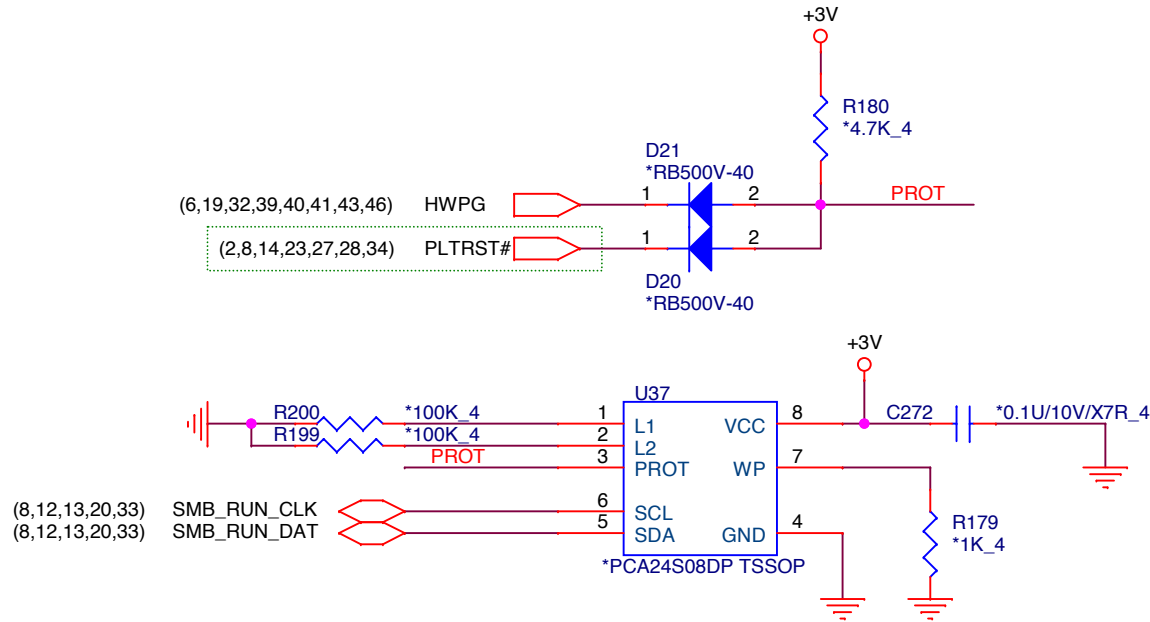 +3V
R180
*4.7K_4
D21
*RB500V-40
(6,19,32,39,40,41,43,46) HWPG 1 2 PROT
(2,8,14,23,27,28,34) PLTRST# 1 2
D20
*RB500V-40
+3V
U37
R200 *100K_4 1 L1 VCC 8 C272 *0.1U/10V/X7R_4
R199 *100K_4 2 L2
PROT 3 PROT WP 7
(8,12,13,20,33) SMB_RUN_CLK 6 SCL
(8,12,13,20,33) SMB_RUN_DAT 5 SDA GND 4
R179
*1K_4
*PCA24S08DP TSSOP